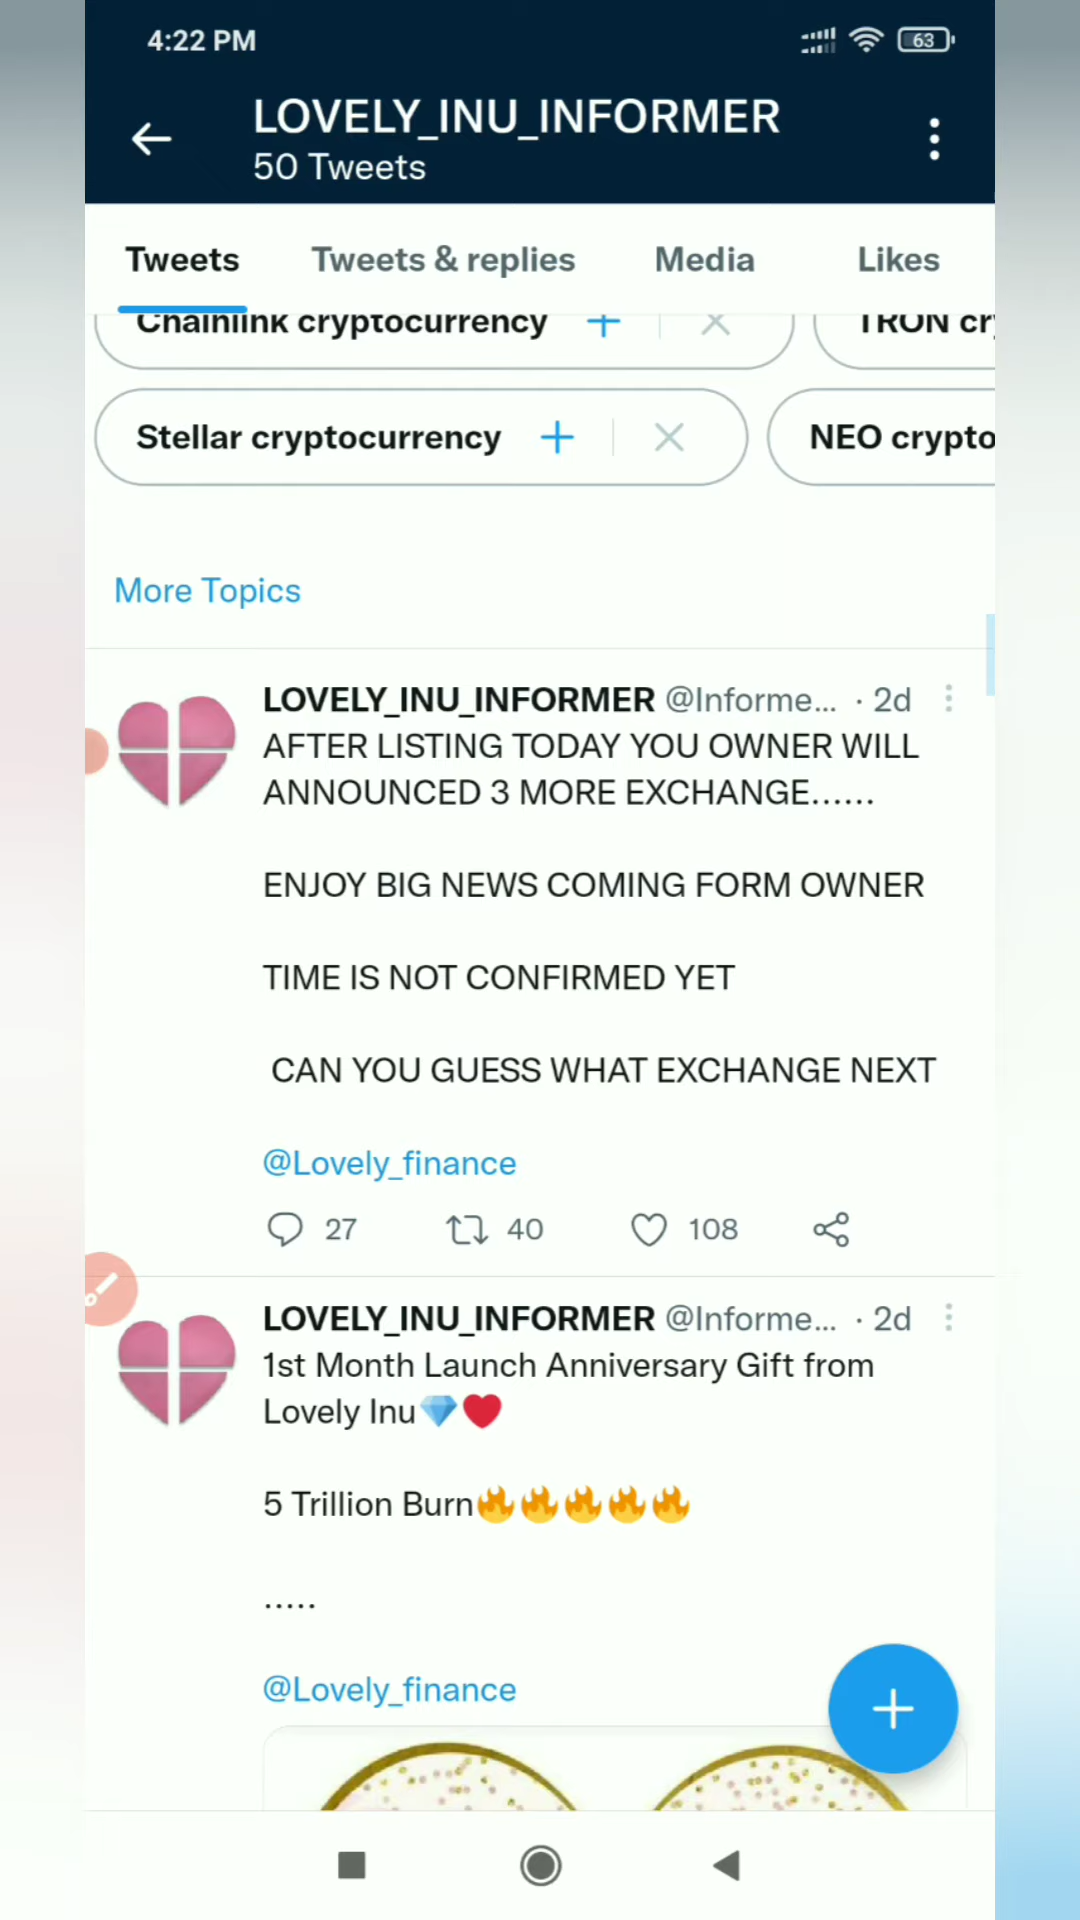 4:22 PM
63
LOVELY_INU_INFORMER
50 Tweets
Tweets Tweets & replies Media Likes
Chainlink cryptocurrency TRON cr
Stellar cryptocurrency NEO crypto
More Topics
LOVELY_INU_INFORMER @Informe... · 2d
AFTER LISTING TODAY YOU OWNER WILL
ANNOUNCED 3 MORE EXCHANGE......
ENJOY BIG NEWS COMING FORM OWNER
TIME IS NOT CONFIRMED YET
CAN YOU GUESS WHAT EXCHANGE NEXT
@Lovely_finance
27 40 108
LOVELY_INU_INFORMER @Informe... · 2d
1st Month Launch Anniversary Gift from
Lovely Inu💎❤️
5 Trillion Burn🔥🔥🔥🔥🔥
.....
@Lovely_finance